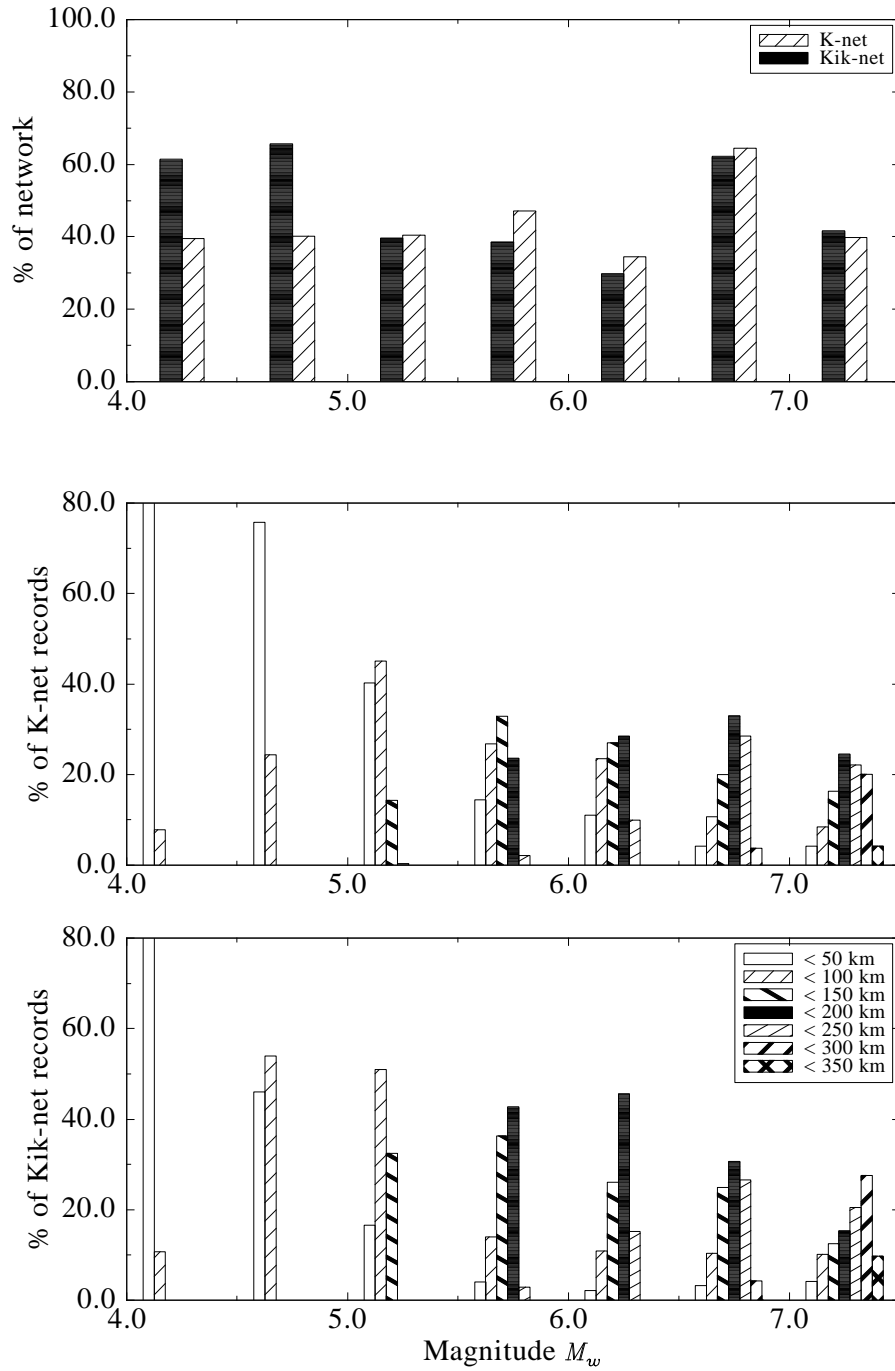 100.0
80.0
60.0
40.0
20.0
0.0
% of network
K-net
Kik-net
4.0 5.0 6.0 7.0
80.0
60.0
40.0
20.0
0.0
% of K-net records
4.0 5.0 6.0 7.0
80.0
60.0
40.0
20.0
0.0
% of Kik-net records
< 50 km
< 100 km
< 150 km
< 200 km
< 250 km
< 300 km
< 350 km
4.0 5.0 6.0 7.0
Magnitude M_w